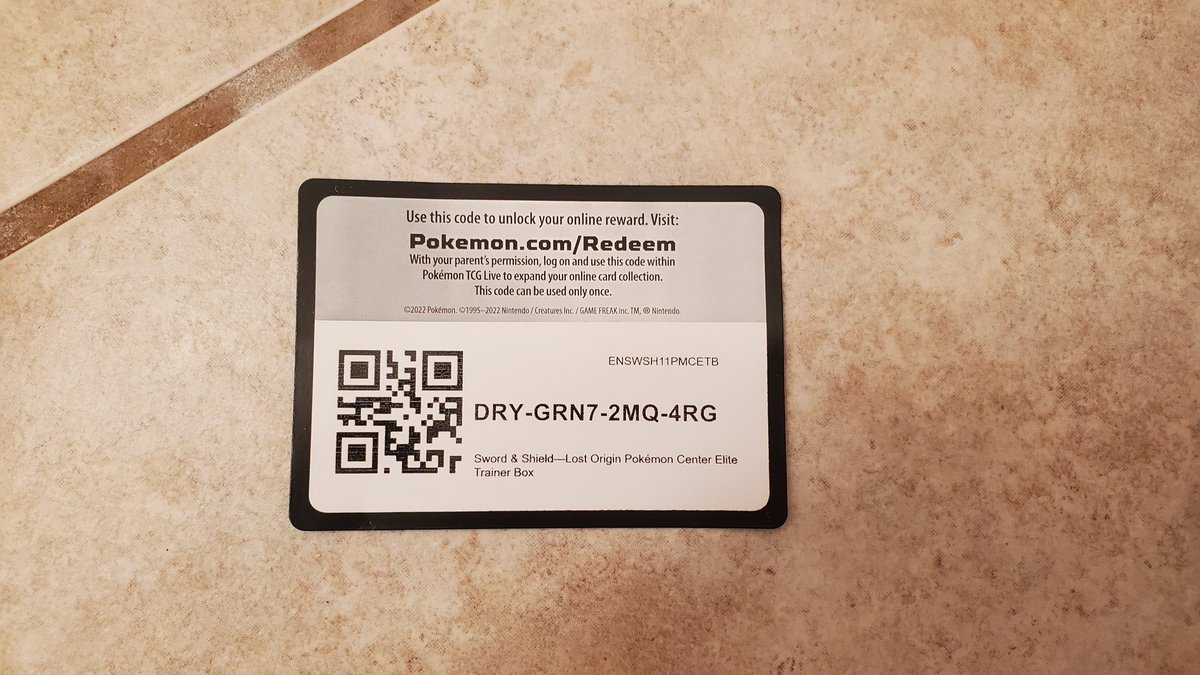 Use this code to unlock your online reward. Visit:
Pokemon.com/Redeem
With your parent's permission, log on and use this code within
Pokémon TCG Live to expand your online card collection.
This code can be used only once.
©2022 Pokémon. ©1995–2022 Nintendo / Creatures Inc. / GAME FREAK inc. TM, ® Nintendo.
ENSWSH11PMCETB
DRY-GRN7-2MQ-4RG
Sword & Shield—Lost Origin Pokémon Center Elite
Trainer Box